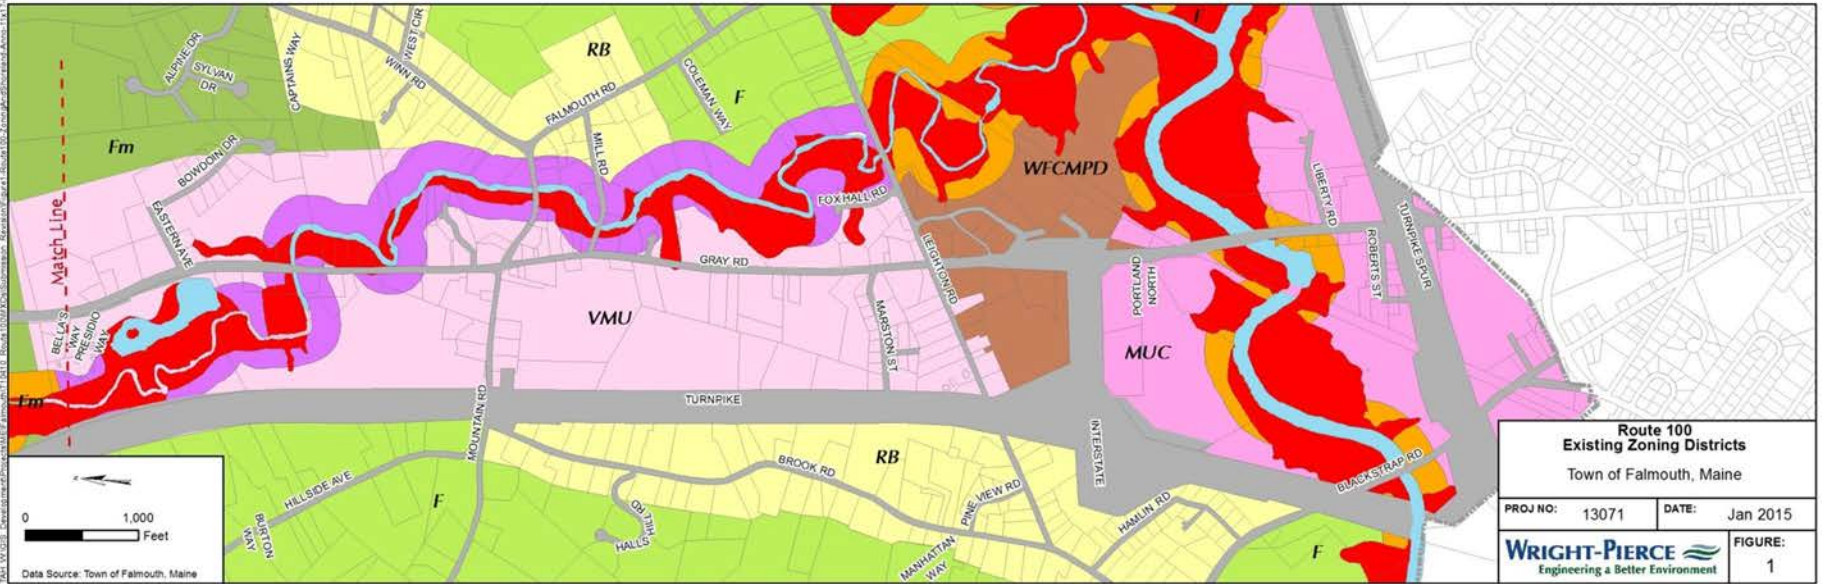 ALPINE DR
SYLVAN
DR
CAPTAINS WAY
WEST CIR
WINN RD
RB
FALMOUTH RD
COLEMAN WAY
F
F
Fm
BOWDOIN DR
MILL RD
WFCMPD
FOXHALL RD
LIBERTY RD
Match Line
EASTERN AVE
LEIGHTON RD
TURNPIKE SPUR
ROBERTS ST
GRAY RD
PORTLAND
NORTH
BELLA'S
WAY
PRESIDIO
WAY
VMU
MARSTON ST
MUC
Fm
MOUNTAIN RD
TURNPIKE
INTERSTATE
BROOK RD
RB
PINE VIEW RD
HAMLIN RD
BLACKSTRAP RD
HILLSIDE AVE
F
BURTON
WAY
HALLS
HILL RD
MANHATTAN
WAY
F
0 1,000
Feet
Data Source: Town of Falmouth, Maine
Route 100
Existing Zoning Districts
Town of Falmouth, Maine
PROJ NO: 13071 DATE: Jan 2015
WRIGHT-PIERCE
Engineering a Better Environment
FIGURE:
1